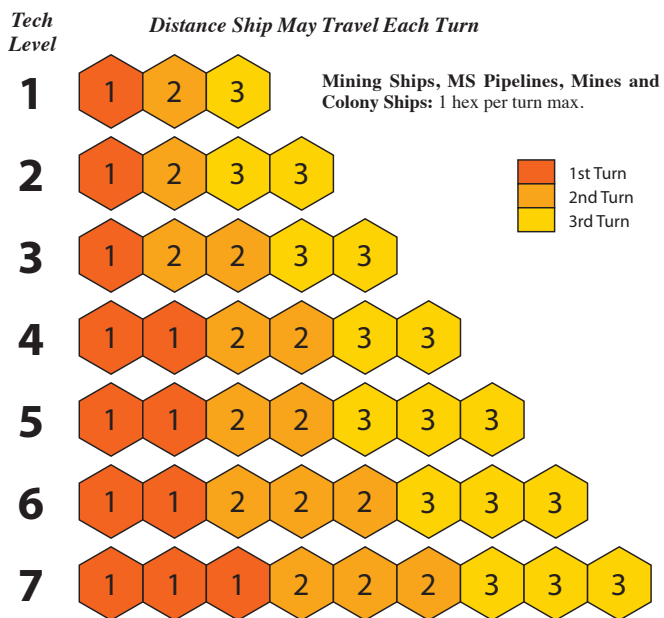 Tech
Level
Distance Ship May Travel Each Turn
1 1 2 3
Mining Ships, MS Pipelines, Mines and
Colony Ships: 1 hex per turn max.
2 1 2 3 3
1st Turn
2nd Turn
3rd Turn
3 1 2 2 3 3
4 1 1 2 2 3 3
5 1 1 2 2 3 3 3
6 1 1 2 2 2 3 3 3
7 1 1 1 2 2 2 3 3 3